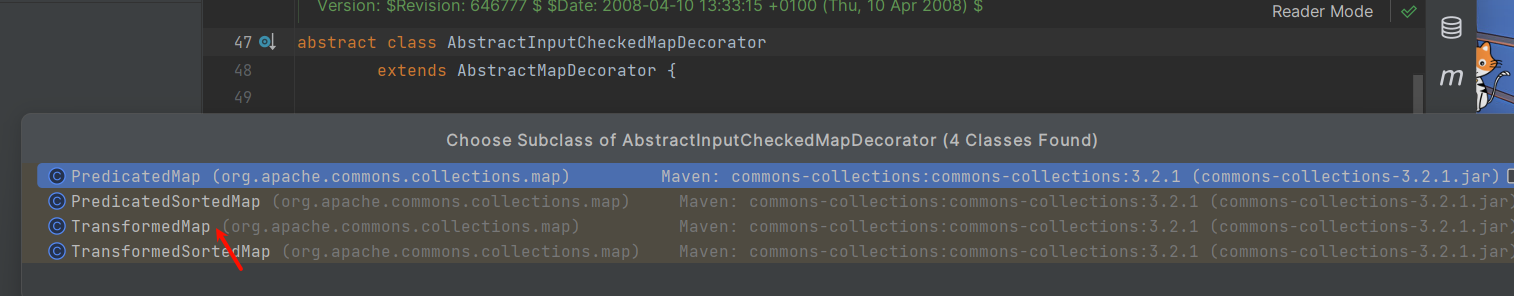 Version: $Revision: 646777 $ $Date: 2008-04-10 13:33:15 +0100 (Thu, 10 Apr 2008) $
Reader Mode
47 abstract class AbstractInputCheckedMapDecorator
48 extends AbstractMapDecorator {
49
m
Choose Subclass of AbstractInputCheckedMapDecorator (4 Classes Found)
C PredicatedMap (org.apache.commons.collections.map) Maven: commons-collections:commons-collections:3.2.1 (commons-collections-3.2.1.jar)
C PredicatedSortedMap (org.apache.commons.collections.map) Maven: commons-collections:commons-collections:3.2.1 (commons-collections-3.2.1.jar)
C TransformedMap (org.apache.commons.collections.map) Maven: commons-collections:commons-collections:3.2.1 (commons-collections-3.2.1.jar)
C TransformedSortedMap (org.apache.commons.collections.map) Maven: commons-collections:commons-collections:3.2.1 (commons-collections-3.2.1.jar)